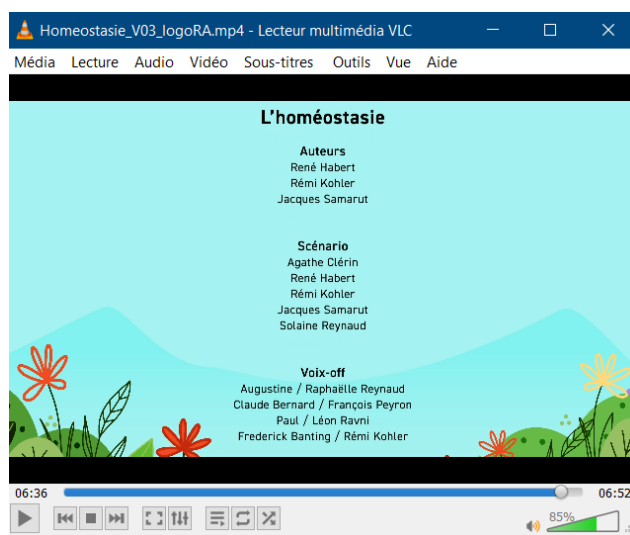 Homeostasie_V03_logoRA.mp4 - Lecteur multimédia VLC
Média Lecture Audio Vidéo Sous-titres Outils Vue Aide
L'homéostasie
Auteurs
René Habert
Rémi Kohler
Jacques Samarut
Scénario
Agathe Clérin
René Habert
Rémi Kohler
Jacques Samarut
Solaine Reynaud
Voix-off
Augustine / Raphaëlle Reynaud
Claude Bernard / François Peyron
Paul / Léon Ravni
Frederick Banting / Rémi Kohler
06:36 06:52
85%